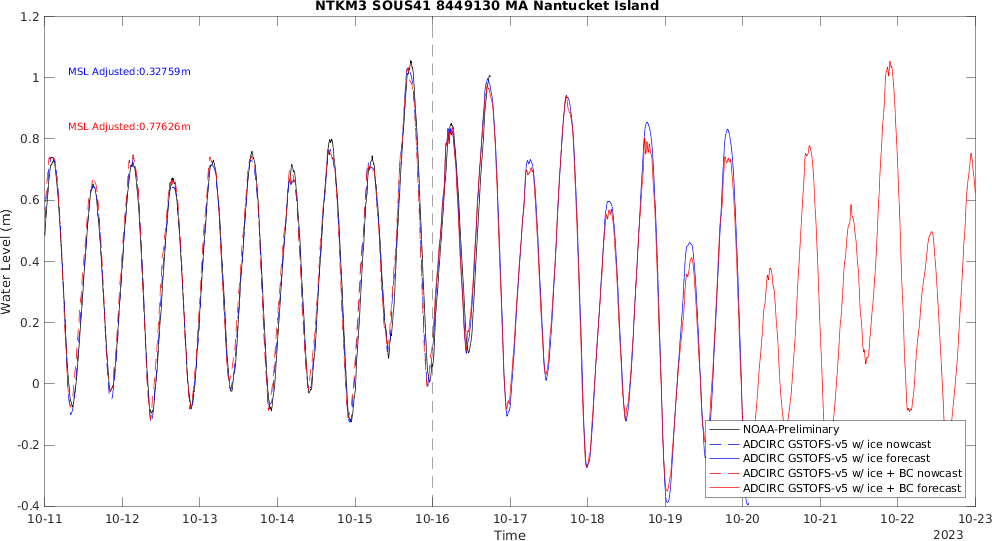 NTKM3 SOUS41 8449130 MA Nantucket Island
1.2
1
0.8
0.6
0.4
0.2
0
-0.2
-0.4
Water Level (m)
MSL Adjusted:0.32759m
MSL Adjusted:0.77626m
NOAA-Preliminary
ADCIRC GSTOFS-v5 w/ ice nowcast
ADCIRC GSTOFS-v5 w/ ice forecast
ADCIRC GSTOFS-v5 w/ ice + BC nowcast
ADCIRC GSTOFS-v5 w/ ice + BC forecast
10-11 10-12 10-13 10-14 10-15 10-16 10-17 10-18 10-19 10-20 10-21 10-22 10-23
Time
2023